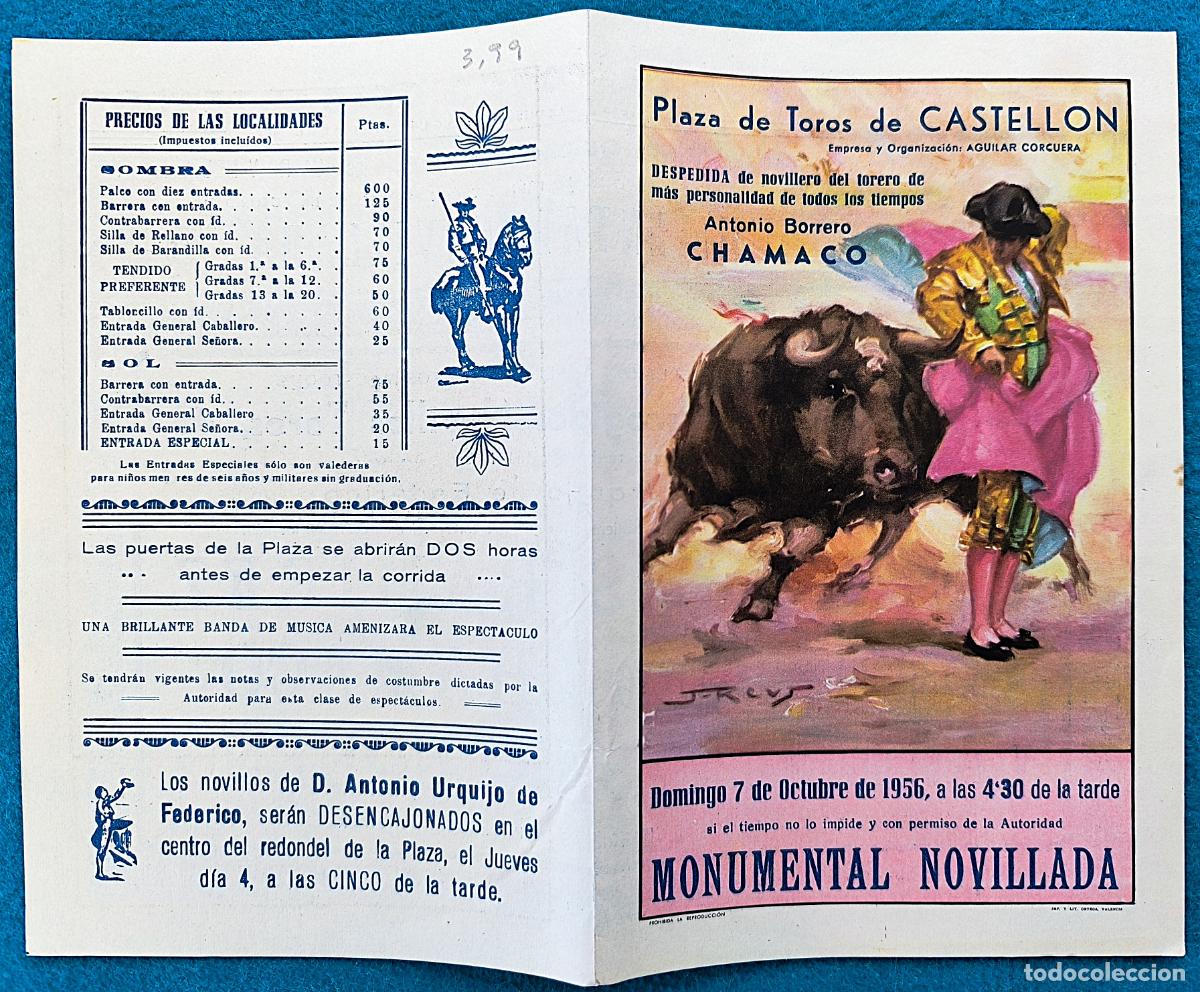 3,99
PRECIOS DE LAS LOCALIDADES
(Impuestos incluídos)
Ptas.
SOMBRA
Palco con diez entradas. . . . . . . 600
Barrera con entrada. . . . . . . . 125
Contrabarrera con íd. . . . . . . . 90
Silla de Rellano con íd. . . . . . . 70
Silla de Barandilla con íd. . . . . . 70
TENDIDO PREFERENTE
Gradas 1.ª a la 6.ª. . 75
Gradas 7.ª a la 12. . 60
Gradas 13 a la 20. . 50
Tabloncillo con íd. . . . . . . . . 60
Entrada General Caballero. . . . . . 40
Entrada General Señora. . . . . . . 25
SOL
Barrera con entrada. . . . . . . . 75
Contrabarrera con íd. . . . . . . . 55
Entrada General Caballero . . . . . 35
Entrada General Señora. . . . . . . 20
ENTRADA ESPECIAL. . . . . . . 15
Las Entradas Especiales sólo son valederas
para niños men res de seis años y militares sin graduación.
Las puertas de la Plaza se abrirán DOS horas
antes de empezar la corrida
UNA BRILLANTE BANDA DE MUSICA AMENIZARA EL ESPECTACULO
Se tendrán vigentes las notas y observaciones de costumbre dictadas por la
Autoridad para esta clase de espectáculos.
Los novillos de D. Antonio Urquijo de
Federico, serán DESENCAJONADOS en el
centro del redondel de la Plaza, el Jueves
día 4, a las CINCO de la tarde.
Plaza de Toros de CASTELLON
Empresa y Organización: AGUILAR CORCUERA
DESPEDIDA de novillero del torero de
más personalidad de todos los tiempos
Antonio Borrero
CHAMACO
J. REUS
Domingo 7 de Octubre de 1956, a las 4'30 de la tarde
si el tiempo no lo impide y con permiso de la Autoridad
MONUMENTAL NOVILLADA
PROHIBIDA LA REPRODUCCIÓN
IMP. Y LIT. ORTEGA, VALENCIA
todocoleccion